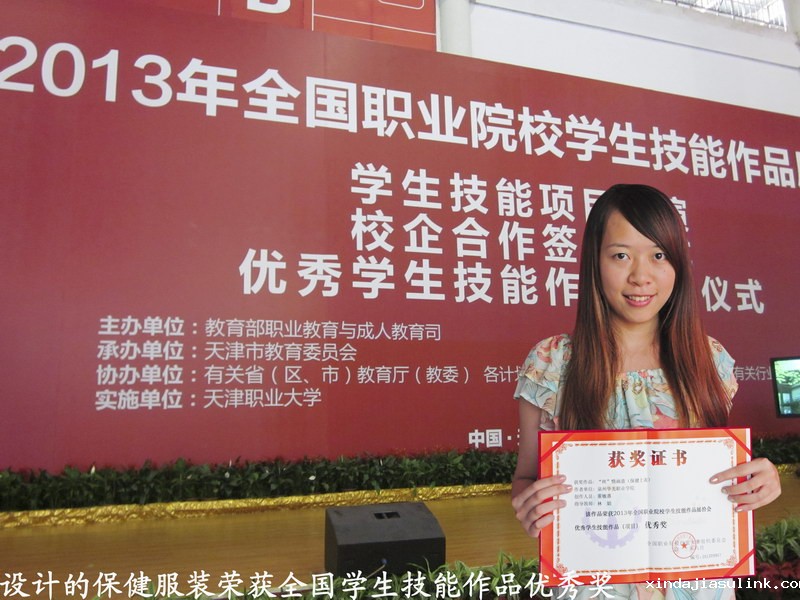 2013年全国职业院校学生技能作品
学生技能项目
校企合作签
优秀学生技能作
仪式
主办单位：教育部职业教育与成人教育司
承办单位：天津市教育委员会
协办单位：有关省（区、市）教育厅（教委） 各计
有关行
实施单位：天津职业大学
中国·
获奖证书
优秀学生技能作品（项目） 优秀奖
设计的保健服装荣获全国学生技能作品优秀奖
xindajiasulink.com